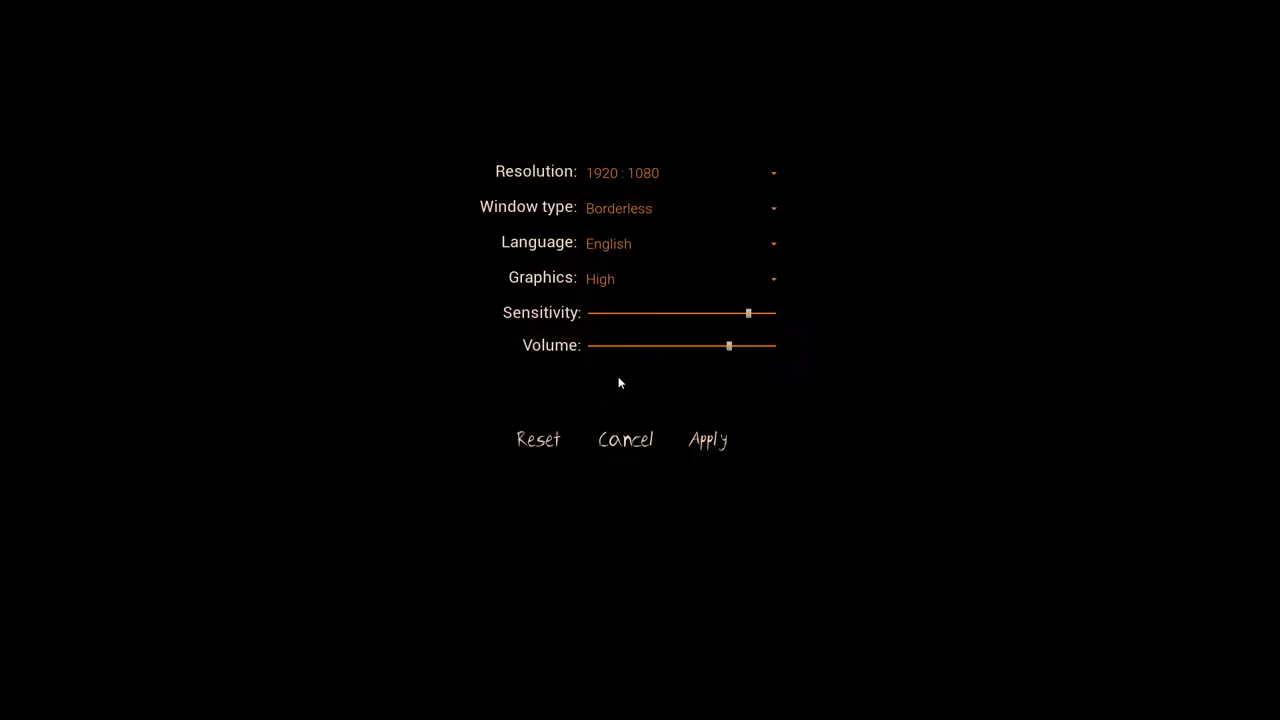 Resolution: 1920 : 1080
Window type: Borderless
Language: English
Graphics: High
Sensitivity:
Volume:
Reset Cancel Apply